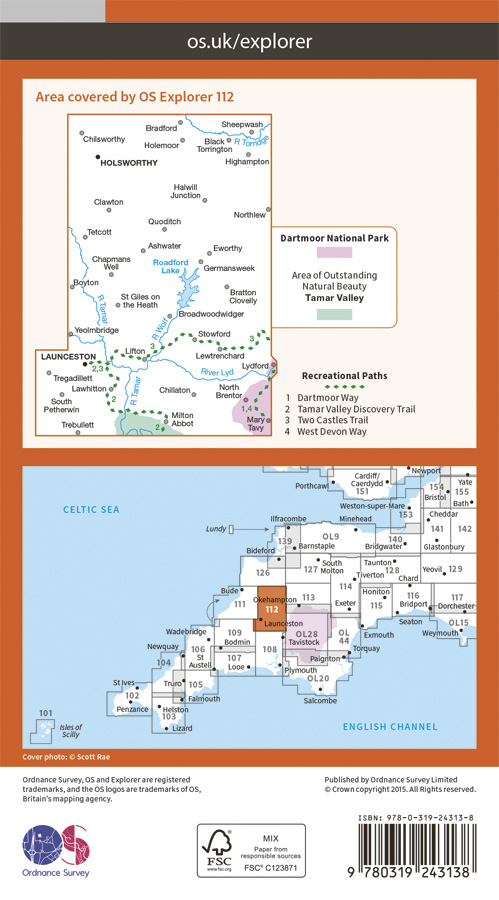 os.uk/explorer
Area covered by OS Explorer 112
Bradford
Sheepwash
Chilsworthy
Holemoor
Black
Torrington
R Torridge
HOLSWORTHY
Highampton
Halwill
Junction
Clawton
Northlew
Quoditch
Tetcott
Ashwater
Eworthy
Chapmans
Well
Roadford
Lake
Germansweek
Boyton
Bratton
Clovelly
R Tamar
St Giles on
the Heath
Broadwoodwidger
R Wolf
Yeolmbridge
Stowford
3
3
LAUNCESTON
Lifton
Lewtrenchard
Lydford
2,3
River Lyd
Tregadillett
Lawhitton
R Tamar
Chillaton
North
Brentor
South
Petherwin
2
1,4
Milton
Abbot
Mary
Tavy
Trebullett
2
Dartmoor National Park
Area of Outstanding
Natural Beauty
Tamar Valley
Recreational Paths
1 Dartmoor Way
2 Tamar Valley Discovery Trail
3 Two Castles Trail
4 West Devon Way
CELTIC SEA
Newport
Porthcawl
Cardiff/
Caerdydd
151
154
Bristol
Yate
155
Bath
Weston-super-Mare
153
Ilfracombe
Minehead
Cheddar
141
142
Lundy
139
OL9
140
Barnstaple
Bridgwater
Glastonbury
Bideford
126
127
South
Molton
Taunton
128
Yeovil
129
Tiverton
114
Chard
Bude
Okehampton
113
Honiton
115
116
117
111
112
Exeter
Bridport
Dorchester
Launceston
Seaton
OL15
Wadebridge
109
Bodmin
OL28
Tavistock
OL
44
Exmouth
Weymouth
Newquay
106
108
Torquay
104
St
Austell
107
Looe
Paignton
Plymouth
St Ives
Truro
105
OL20
102
Falmouth
Salcombe
Penzance
Helston
103
101
Isles of
Scilly
Lizard
ENGLISH CHANNEL
Cover photo: © Scott Rae
Ordnance Survey, OS and Explorer are registered
trademarks, and the OS logos are trademarks of OS,
Britain's mapping agency.
Published by Ordnance Survey Limited
© Crown copyright 2015. All Rights Reserved.
OS
Ordnance Survey
FSC
www.fsc.org
MIX
Paper from
responsible sources
FSC® C123871
ISBN: 978-0-319-24313-8
9 780319 243138